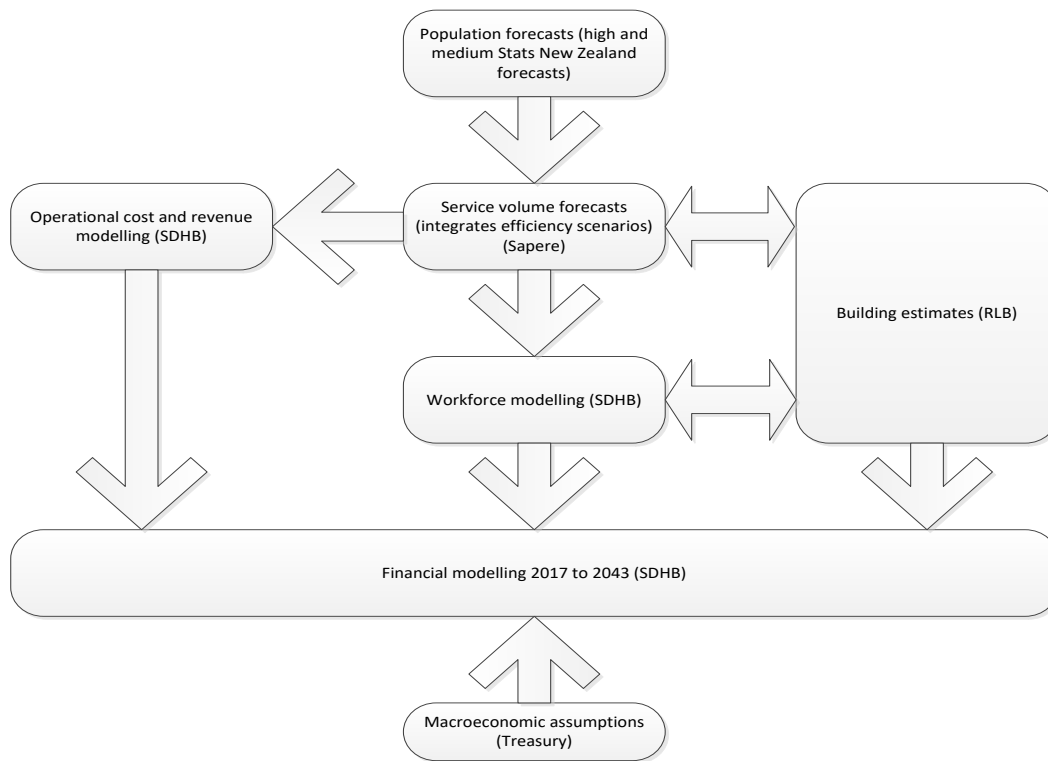 Population forecasts (high and
medium Stats New Zealand
forecasts)
Operational cost and revenue
modelling (SDHB)
Service volume forecasts
(integrates efficiency scenarios)
(Sapere)
Building estimates (RLB)
Workforce modelling (SDHB)
Financial modelling 2017 to 2043 (SDHB)
Macroeconomic assumptions
(Treasury)